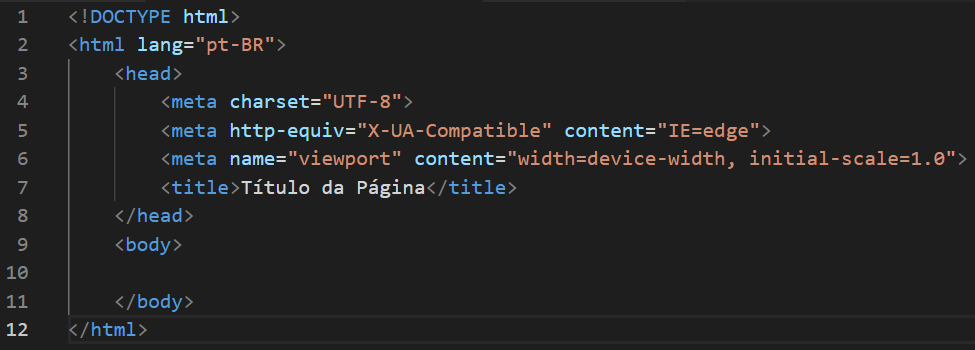 1 <!DOCTYPE html>
2 <html lang="pt-BR">
3 <head>
4 <meta charset="UTF-8">
5 <meta http-equiv="X-UA-Compatible" content="IE=edge">
6 <meta name="viewport" content="width=device-width, initial-scale=1.0">
7 <title>Título da Página</title>
8 </head>
9 <body>
10
11 </body>
12 </html>